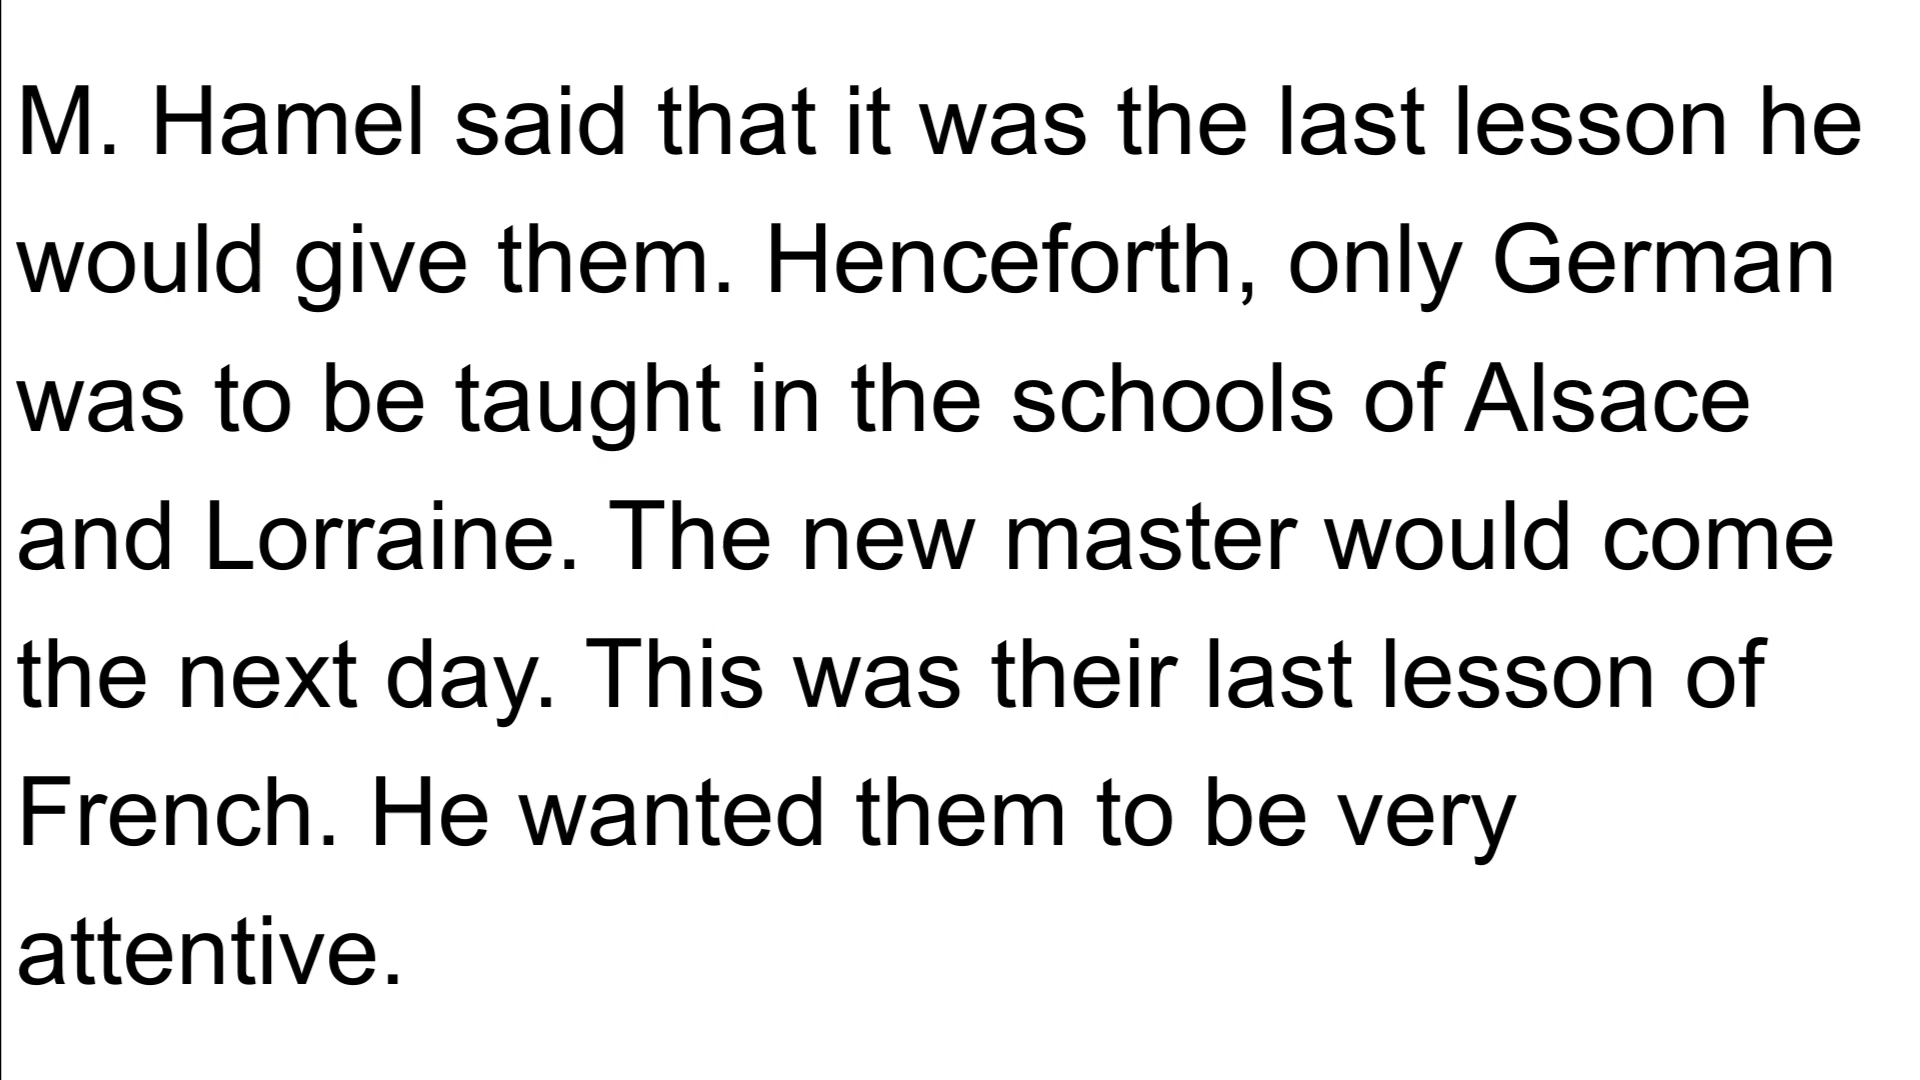 M. Hamel said that it was the last lesson he
would give them. Henceforth, only German
was to be taught in the schools of Alsace
and Lorraine. The new master would come
the next day. This was their last lesson of
French. He wanted them to be very
attentive.